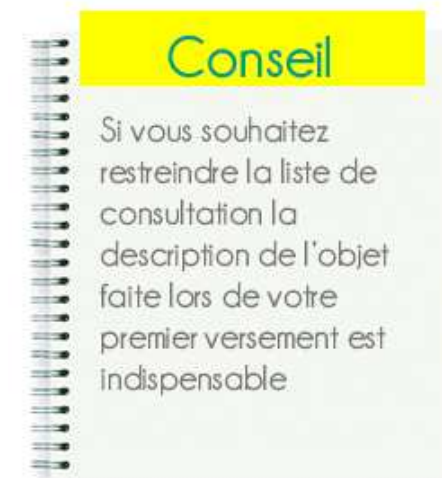 Conseil
Si vous souhaitez
restreindre la liste de
consultation la
description de l'objet
faite lors de votre
premier versement est
indispensable